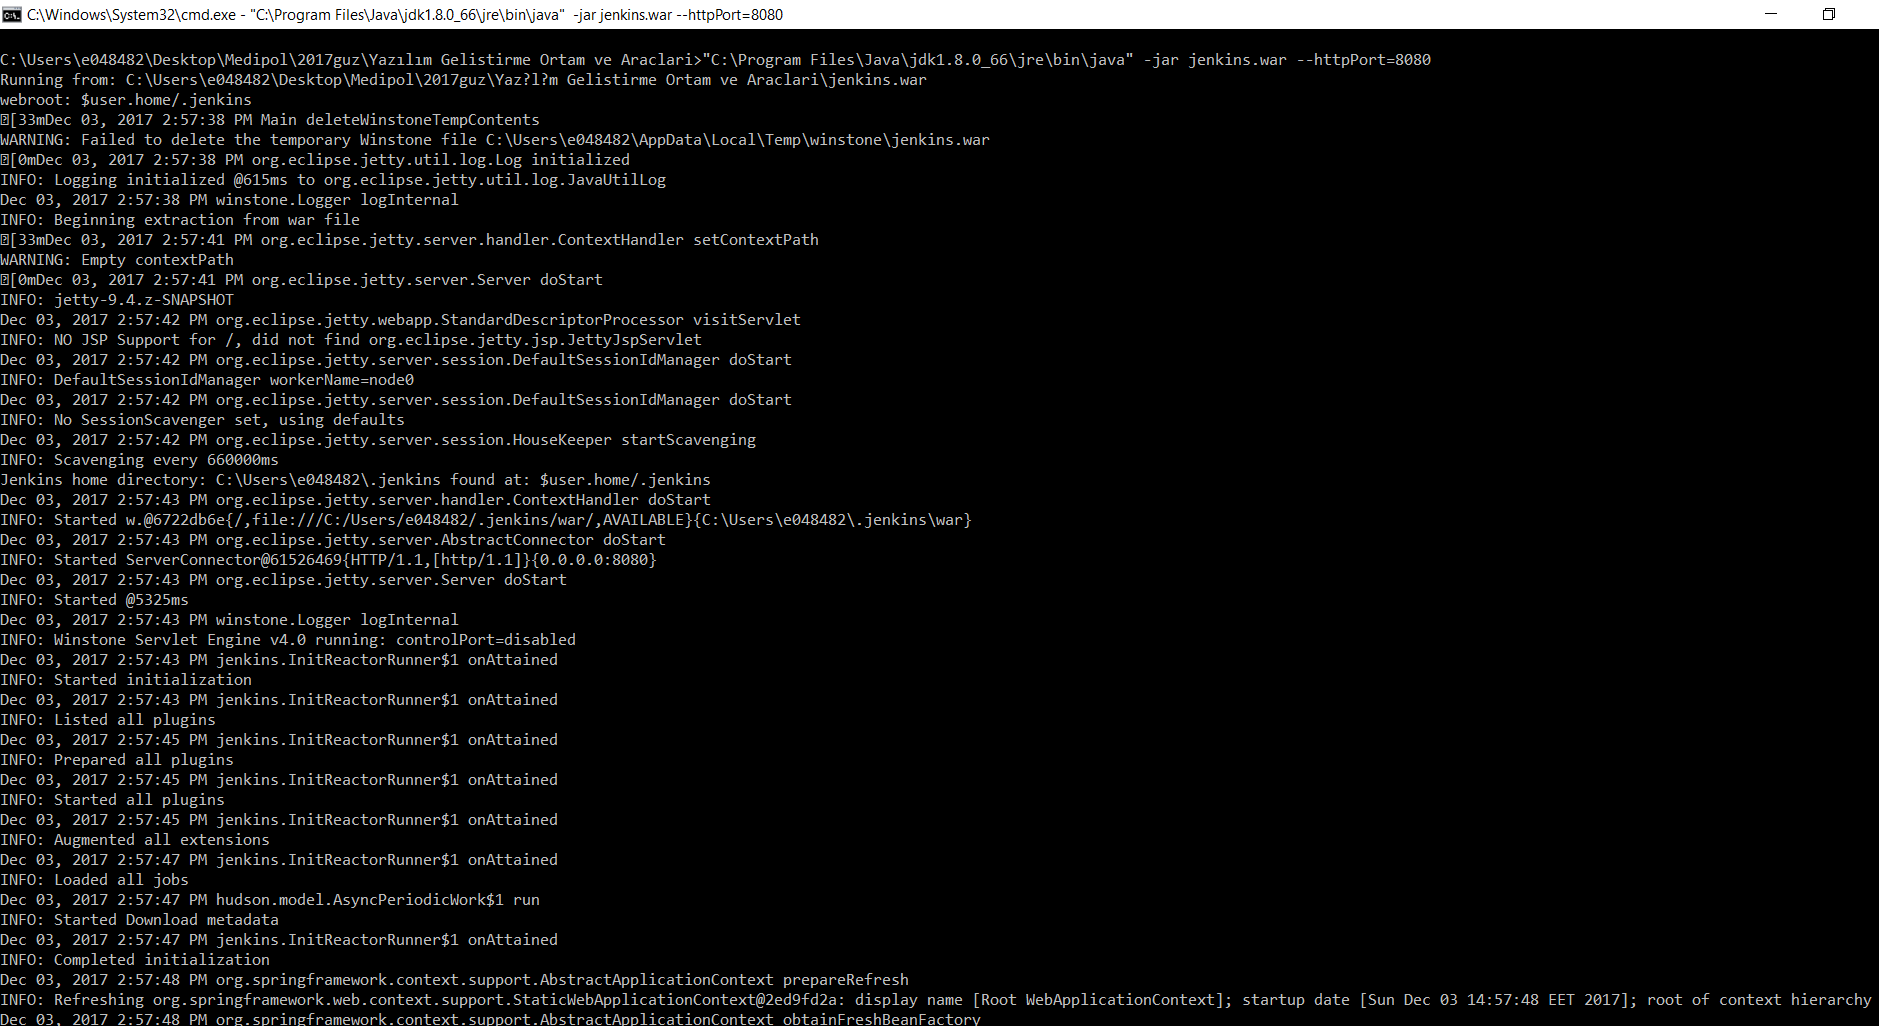 C:\Windows\System32\cmd.exe - "C:\Program Files\Java\jdk1.8.0_66\jre\bin\java"  -jar jenkins.war --httpPort=8080
C:\Users\e048482\Desktop\Medipol\2017guz\Yazılım Gelistirme Ortam ve Araclari>"C:\Program Files\Java\jdk1.8.0_66\jre\bin\java" -jar jenkins.war --httpPort=8080
Running from: C:\Users\e048482\Desktop\Medipol\2017guz\Yaz?l?m Gelistirme Ortam ve Araclari\jenkins.war
webroot: $user.home/.jenkins
[33mDec 03, 2017 2:57:38 PM Main deleteWinstoneTempContents
WARNING: Failed to delete the temporary Winstone file C:\Users\e048482\AppData\Local\Temp\winstone\jenkins.war
[0mDec 03, 2017 2:57:38 PM org.eclipse.jetty.util.log.Log initialized
INFO: Logging initialized @615ms to org.eclipse.jetty.util.log.JavaUtilLog
Dec 03, 2017 2:57:38 PM winstone.Logger logInternal
INFO: Beginning extraction from war file
[33mDec 03, 2017 2:57:41 PM org.eclipse.jetty.server.handler.ContextHandler setContextPath
WARNING: Empty contextPath
[0mDec 03, 2017 2:57:41 PM org.eclipse.jetty.server.Server doStart
INFO: jetty-9.4.z-SNAPSHOT
Dec 03, 2017 2:57:42 PM org.eclipse.jetty.webapp.StandardDescriptorProcessor visitServlet
INFO: NO JSP Support for /, did not find org.eclipse.jetty.jsp.JettyJspServlet
Dec 03, 2017 2:57:42 PM org.eclipse.jetty.server.session.DefaultSessionIdManager doStart
INFO: DefaultSessionIdManager workerName=node0
Dec 03, 2017 2:57:42 PM org.eclipse.jetty.server.session.DefaultSessionIdManager doStart
INFO: No SessionScavenger set, using defaults
Dec 03, 2017 2:57:42 PM org.eclipse.jetty.server.session.HouseKeeper startScavenging
INFO: Scavenging every 660000ms
Jenkins home directory: C:\Users\e048482\.jenkins found at: $user.home/.jenkins
Dec 03, 2017 2:57:43 PM org.eclipse.jetty.server.handler.ContextHandler doStart
INFO: Started w.@6722db6e{/,file:///C:/Users/e048482/.jenkins/war/,AVAILABLE}{C:\Users\e048482\.jenkins\war}
Dec 03, 2017 2:57:43 PM org.eclipse.jetty.server.AbstractConnector doStart
INFO: Started ServerConnector@61526469{HTTP/1.1,[http/1.1]}{0.0.0.0:8080}
Dec 03, 2017 2:57:43 PM org.eclipse.jetty.server.Server doStart
INFO: Started @5325ms
Dec 03, 2017 2:57:43 PM winstone.Logger logInternal
INFO: Winstone Servlet Engine v4.0 running: controlPort=disabled
Dec 03, 2017 2:57:43 PM jenkins.InitReactorRunner$1 onAttained
INFO: Started initialization
Dec 03, 2017 2:57:43 PM jenkins.InitReactorRunner$1 onAttained
INFO: Listed all plugins
Dec 03, 2017 2:57:45 PM jenkins.InitReactorRunner$1 onAttained
INFO: Prepared all plugins
Dec 03, 2017 2:57:45 PM jenkins.InitReactorRunner$1 onAttained
INFO: Started all plugins
Dec 03, 2017 2:57:45 PM jenkins.InitReactorRunner$1 onAttained
INFO: Augmented all extensions
Dec 03, 2017 2:57:47 PM jenkins.InitReactorRunner$1 onAttained
INFO: Loaded all jobs
Dec 03, 2017 2:57:47 PM hudson.model.AsyncPeriodicWork$1 run
INFO: Started Download metadata
Dec 03, 2017 2:57:47 PM jenkins.InitReactorRunner$1 onAttained
INFO: Completed initialization
Dec 03, 2017 2:57:48 PM org.springframework.context.support.AbstractApplicationContext prepareRefresh
INFO: Refreshing org.springframework.web.context.support.StaticWebApplicationContext@2ed9fd2a: display name [Root WebApplicationContext]; startup date [Sun Dec 03 14:57:48 EET 2017]; root of context hierarchy
Dec 03, 2017 2:57:48 PM org.springframework.context.support.AbstractApplicationContext obtainFreshBeanFactory